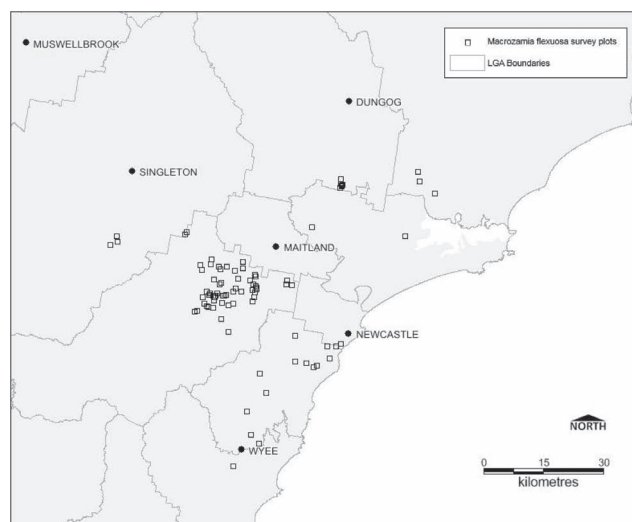 MUSWELLBROOK
Macrozamia flexuosa survey plots
LGA Boundaries
DUNGOG
SINGLETON
MAITLAND
NEWCASTLE
NORTH
WYEE
0 15 30
kilometres